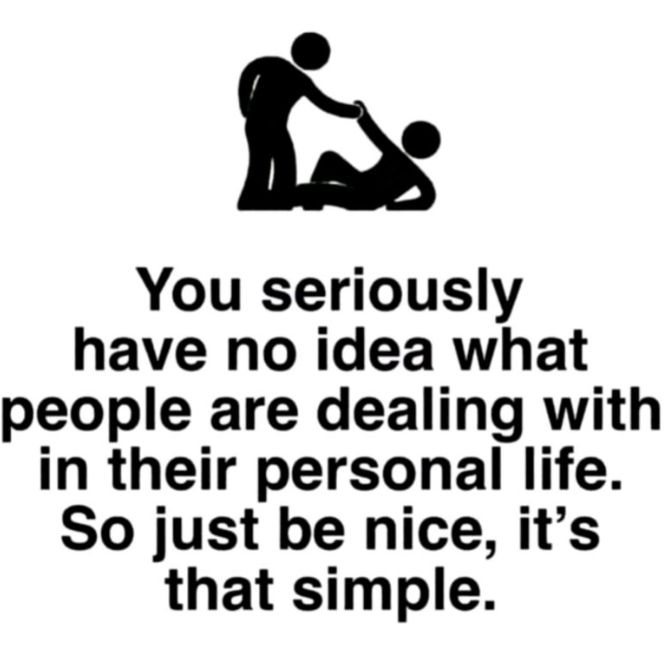 You seriously
have no idea what
people are dealing with
in their personal life.
So just be nice, it’s
that simple.